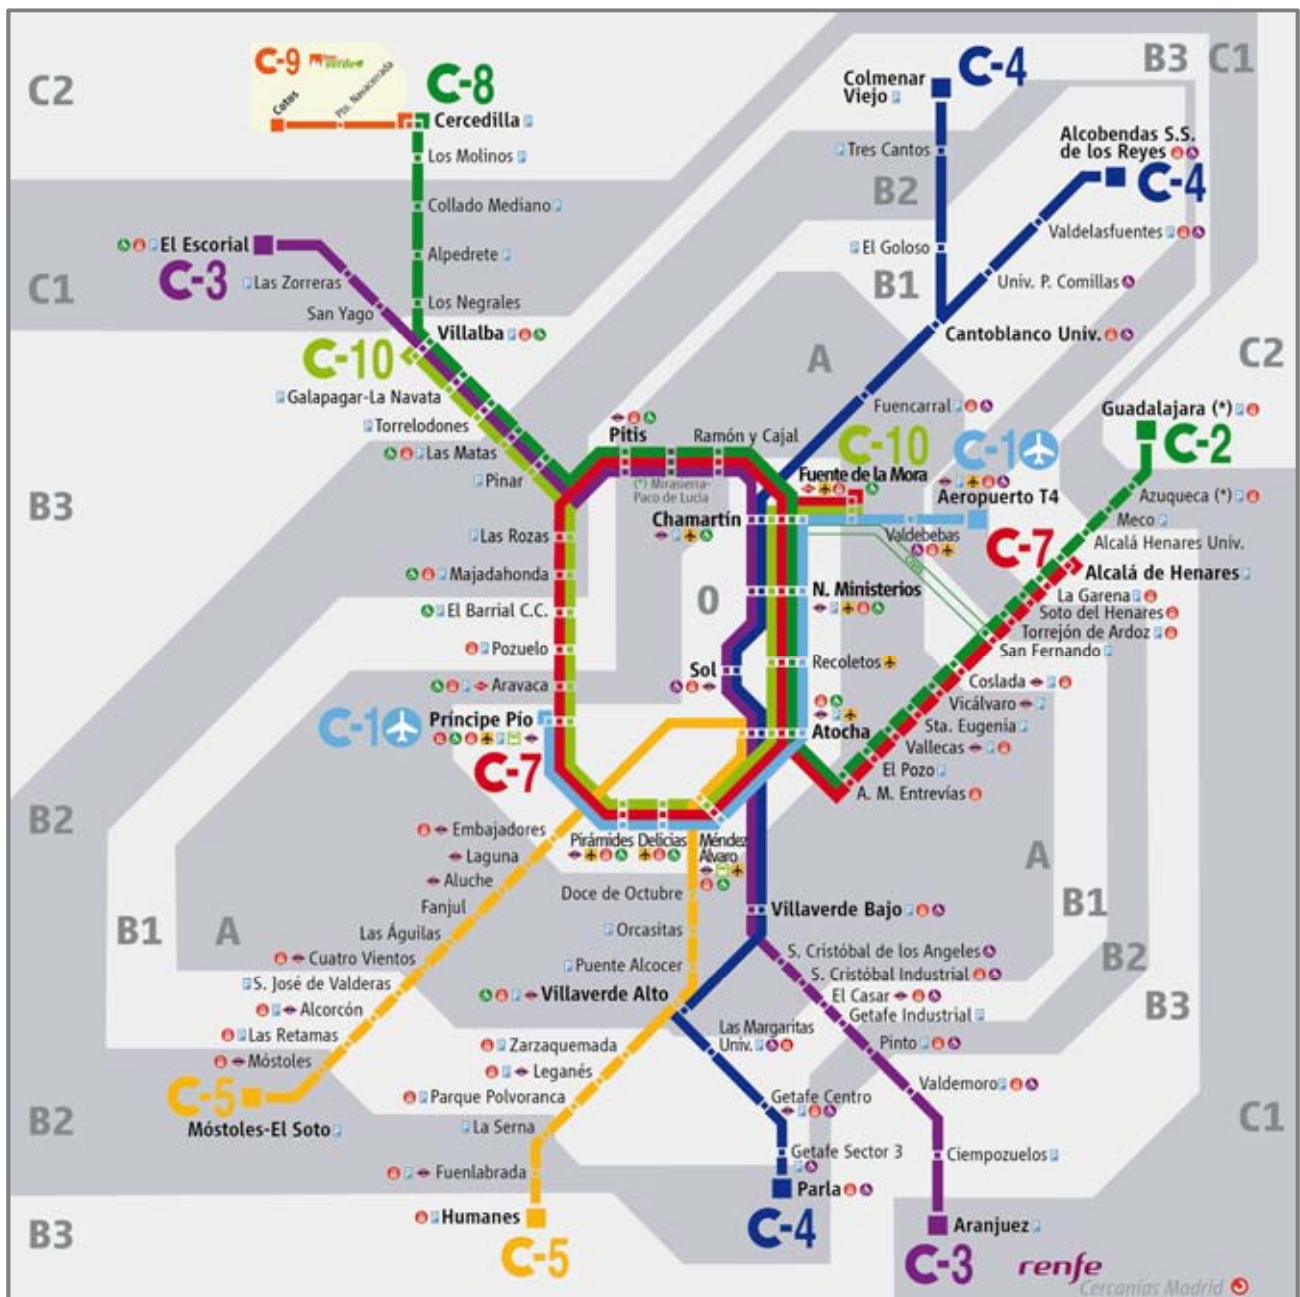 C2
C-9
verde
Cotos
Pto. Navacerrada
C-8
Cercedilla
Los Molinos
Collado Mediano
Alpedrete
Los Negrales
Villalba
El Escorial
C-3
Las Zorreras
San Yago
C-10
C1
Galapagar-La Navata
Torrelodones
Las Matas
Pinar
B3
Las Rozas
Majadahonda
El Barrial C.C.
Pozuelo
Aravaca
C-1
Príncipe Pío
C-7
Colmenar
Viejo
C-4
B3
C1
Tres Cantos
Alcobendas S.S.
de los Reyes
C-4
B2
El Goloso
Valdelasfuentes
B1
Univ. P. Comillas
Cantoblanco Univ.
A
C2
Fuencarral
Guadalajara (*)
C-2
Pitis
Ramón y Cajal
C-10
C-1
(*) Mirasierra-
Paco de Lucía
Fuente de la Mora
Aeropuerto T4
Azuqueca (*)
Meco
Chamartín
Valdebebas
C-7
Alcalá Henares Univ.
Alcalá de Henares
N. Ministerios
La Garena
Soto del Henares
Torrejón de Ardoz
San Fernando
O
Sol
Recoletos
Coslada
Vicálvaro
Sta. Eugenia
Atocha
Vallecas
El Pozo
A. M. Entrevías
B2
Embajadores
Laguna
Aluche
Fanjul
Las Águilas
Cuatro Vientos
S. José de Valderas
Alcorcón
Las Retamas
Móstoles
C-5
Móstoles-El Soto
B1
A
Pirámides
Delicias
Méndez
Álvaro
Doce de Octubre
Orcasitas
Puente Alcocer
Villaverde Alto
Zarzaquemada
Leganés
Parque Polvoranca
La Serna
Fuenlabrada
Humanes
C-5
B2
B3
A
B1
B2
B3
C1
Villaverde Bajo
S. Cristóbal de los Angeles
S. Cristóbal Industrial
El Casar
Getafe Industrial
Pinto
Valdemoro
Ciempozuelos
Aranjuez
C-3
Las Margaritas
Univ.
Getafe Centro
Getafe Sector 3
Parla
C-4
renfe
Cercanías Madrid